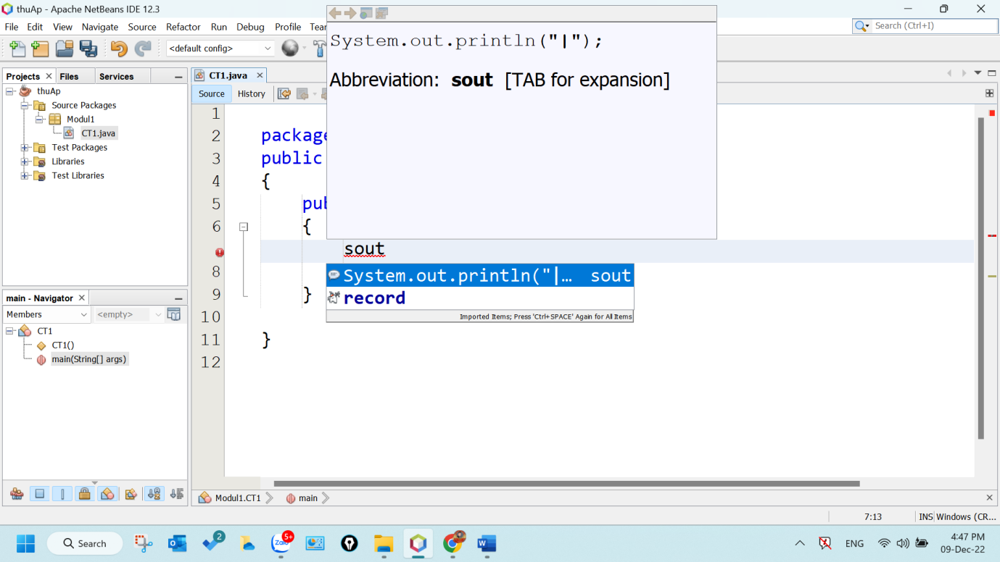 thuAp - Apache NetBeans IDE 12.3
File Edit View Navigate Source Refactor Run Debug Profile
Search (Ctrl+I)
<default config>
System.out.println("|");
Abbreviation: sout [TAB for expansion]
Projects Files Services
CT1.java
Source History
thuAp
Source Packages
Modul1
CT1.java
Test Packages
Libraries
Test Libraries
1
2 package
3 public
4 {
5
6 {
sout
8
9 }
10
11 }
12
System.out.println("|… sout
record
Imported Items; Press 'Ctrl+SPACE' Again for All Items
main - Navigator
Members <empty>
CT1
CT1()
main(String[] args)
Modul1.CT1 main
7:13 INS Windows (CR...
Search
2
Zalo
5+
ENG
4:47 PM
09-Dec-22